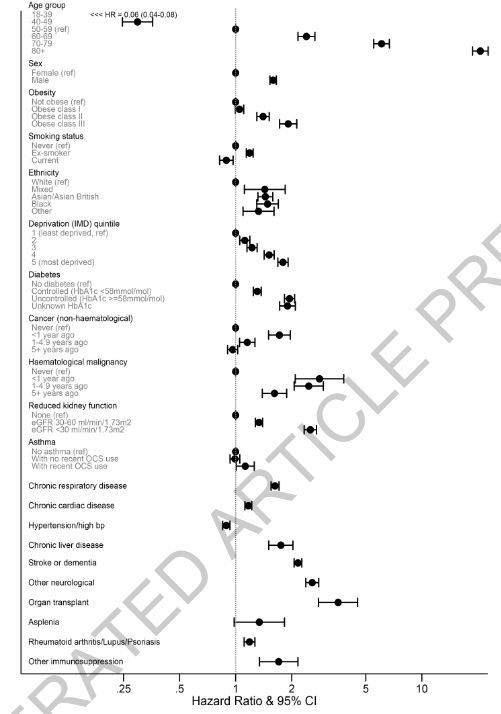 Age group
18-39
<<< HR = 0.06 (0.04-0.08)
40-49
50-59 (ref)
60-69
70-79
80+
Sex
Female (ref)
Male
Obesity
Not obese (ref)
Obese class I
Obese class II
Obese class III
Smoking status
Never (ref)
Ex-smoker
Current
Ethnicity
White (ref)
Mixed
Asian/Asian British
Black
Other
Deprivation (IMD) quintile
1 (least deprived, ref)
2
3
4
5 (most deprived)
Diabetes
No diabetes (ref)
Controlled (HbA1c <58mmol/mol)
Uncontrolled (HbA1c >=58mmol/mol)
Unknown HbA1c
Cancer (non-haematological)
Never (ref)
<1 year ago
1-4.9 years ago
5+ years ago
Haematological malignancy
Never (ref)
<1 year ago
1-4.9 years ago
5+ years ago
Reduced kidney function
None (ref)
eGFR 30-60 ml/min/1.73m2
eGFR <30 ml/min/1.73m2
Asthma
No asthma (ref)
With no recent OCS use
With recent OCS use
Chronic respiratory disease
Chronic cardiac disease
Hypertension/high bp
Chronic liver disease
Stroke or dementia
Other neurological
Organ transplant
Asplenia
Rheumatoid arthritis/Lupus/Psoriasis
Other immunosuppression
.25 .5 1 2 5 10
Hazard Ratio & 95% CI
RATED ARTICLE PRE